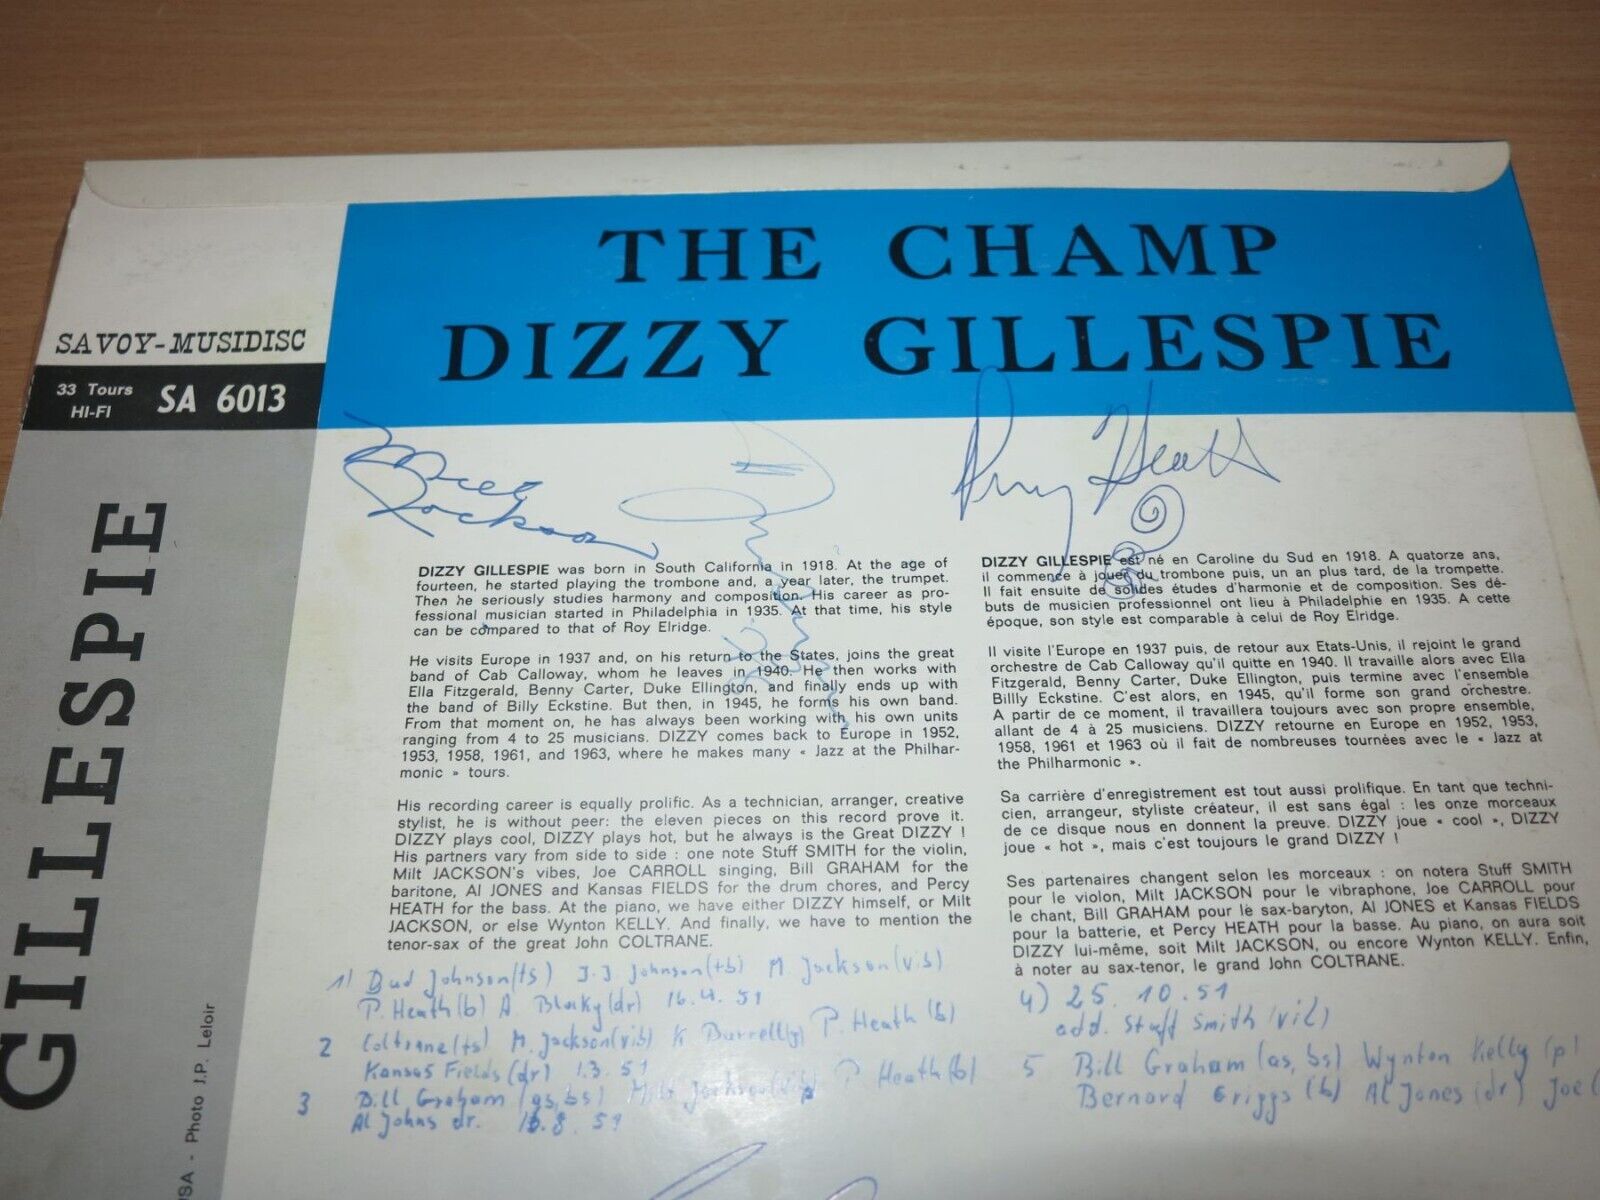 THE CHAMP
DIZZY GILLESPIE
SAVOY-MUSIDISC
33 Tours
HI-FI
SA 6013
GILLESPIE
USA - Photo J.P. Leloir
Milt
Jackson
Percy Heath
DIZZY GILLESPIE was born in South California in 1918. At the age of
fourteen, he started playing the trombone and, a year later, the trumpet.
Then he seriously studies harmony and composition. His career as pro-
fessional musician started in Philadelphia in 1935. At that time, his style
can be compared to that of Roy Elridge.
He visits Europe in 1937 and, on his return to the States, joins the great
band of Cab Calloway, whom he leaves in 1940. He then works with
Ella Fitzgerald, Benny Carter, Duke Ellington, and finally ends up with
the band of Billy Eckstine. But then, in 1945, he forms his own band.
From that moment on, he has always been working with his own units
ranging from 4 to 25 musicians. DIZZY comes back to Europe in 1952,
1953, 1958, 1961, and 1963, where he makes many « Jazz at the Philhar-
monic » tours.
His recording career is equally prolific. As a technician, arranger, creative
stylist, he is without peer: the eleven pieces on this record prove it.
DIZZY plays cool, DIZZY plays hot, but he always is the Great DIZZY !
His partners vary from side to side : one note Stuff SMITH for the violin,
Milt JACKSON's vibes, Joe CARROLL singing, Bill GRAHAM for the
baritone, Al JONES and Kansas FIELDS for the drum chores, and Percy
HEATH for the bass. At the piano, we have either DIZZY himself, or Milt
JACKSON, or else Wynton KELLY. And finally, we have to mention the
tenor-sax of the great John COLTRANE.
DIZZY GILLESPIE est né en Caroline du Sud en 1918. A quatorze ans,
il commence à jouer du trombone puis, un an plus tard, de la trompette.
Il fait ensuite de solides études d'harmonie et de composition. Ses dé-
buts de musicien professionnel ont lieu à Philadelphie en 1935. A cette
époque, son style est comparable à celui de Roy Elridge.
Il visite l'Europe en 1937 puis, de retour aux Etats-Unis, il rejoint le grand
orchestre de Cab Calloway qu'il quitte en 1940. Il travaille alors avec Ella
Fitzgerald, Benny Carter, Duke Ellington, puis termine avec l'ensemble
Billly Eckstine. C'est alors, en 1945, qu'il forme son grand orchestre.
A partir de ce moment, il travaillera toujours avec son propre ensemble,
allant de 4 à 25 musiciens. DIZZY retourne en Europe en 1952, 1953,
1958, 1961 et 1963 où il fait de nombreuses tournées avec le « Jazz at
the Philharmonic ».
Sa carrière d'enregistrement est tout aussi prolifique. En tant que techni-
cien, arrangeur, styliste créateur, il est sans égal : les onze morceaux
de ce disque nous en donnent la preuve. DIZZY joue « cool », DIZZY
joue « hot », mais c'est toujours le grand DIZZY !
Ses partenaires changent selon les morceaux : on notera Stuff SMITH
pour le violon, Milt JACKSON pour le vibraphone, Joe CARROLL pour
le chant, Bill GRAHAM pour le sax-baryton, Al JONES et Kansas FIELDS
pour la batterie, et Percy HEATH pour la basse. Au piano, on aura soit
DIZZY lui-même, soit Milt JACKSON, ou encore Wynton KELLY. Enfin,
à noter au sax-tenor, le grand John COLTRANE.
1) Bud Johnson (ts) J.J. Johnson (tb) M. Jackson (vib)
P. Heath (b) A. Blaky (dr) 16.4.51
2 Coltrane (ts) M. Jackson (vib) K Burrell (g) P. Heath (b)
Kansas Fields (dr) 1.3.51
3 Bill Graham (as, bs) Milt Jackson P Heath (b)
Al Johns dr. 8.51
4) 25.10.51
add. Stuff Smith (vil)
5 Bill Graham (as, bs) Wynton Kelly (p)
Bernard Griggs (b) Al Jones (dr) Joe